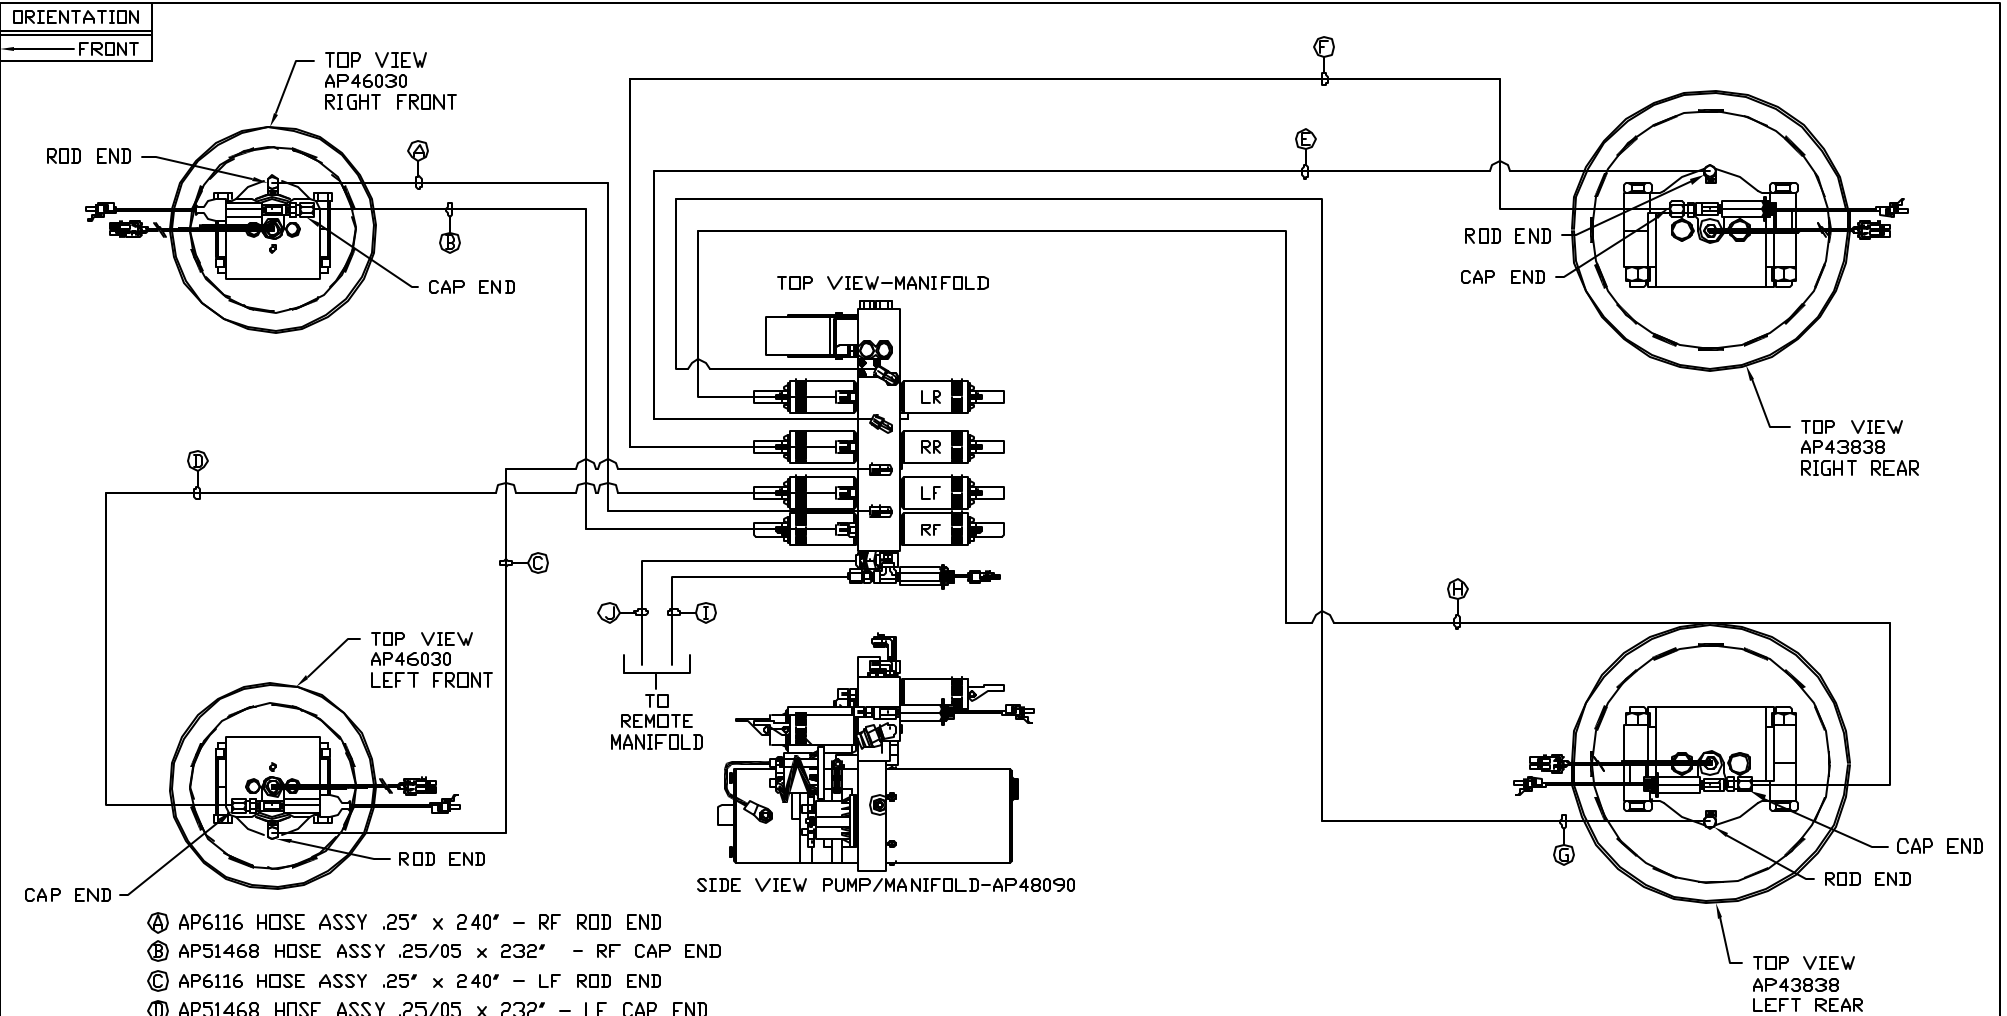 ORIENTATION
FRONT
TOP VIEW
AP46030
RIGHT FRONT
ROD END
A
B
CAP END
F
E
ROD END
CAP END
TOP VIEW
AP43838
RIGHT REAR
TOP VIEW-MANIFOLD
LR
RR
LF
RF
D
C
J
I
TO
REMOTE
MANIFOLD
H
TOP VIEW
AP46030
LEFT FRONT
ROD END
CAP END
SIDE VIEW PUMP/MANIFOLD-AP48090
G
CAP END
ROD END
TOP VIEW
AP43838
LEFT REAR
A AP6116 HOSE ASSY .25" x 240" - RF ROD END
B AP51468 HOSE ASSY .25/05 x 232" - RF CAP END
C AP6116 HOSE ASSY .25" x 240" - LF ROD END
D AP51468 HOSE ASSY .25/05 x 232" - LF CAP END